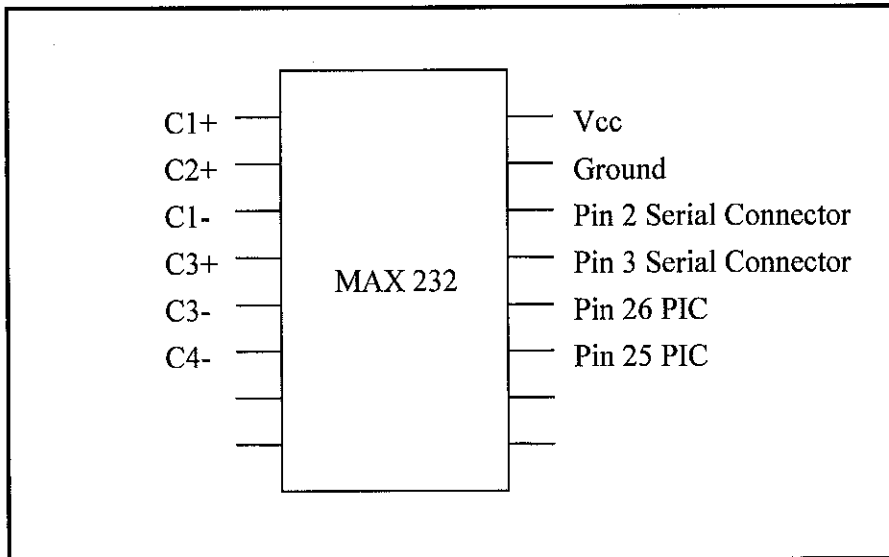 C1+ Vcc
C2+ Ground
C1- Pin 2 Serial Connector
C3+ Pin 3 Serial Connector
MAX 232
C3- Pin 26 PIC
C4- Pin 25 PIC